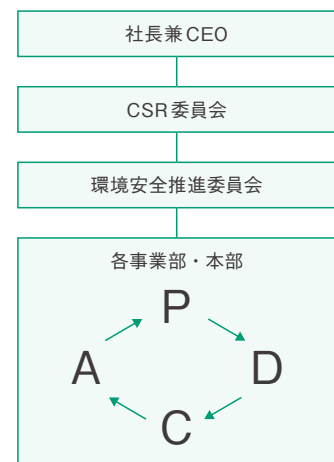 社長兼CEO
CSR委員会
環境安全推進委員会
各事業部・本部
P
A D
C